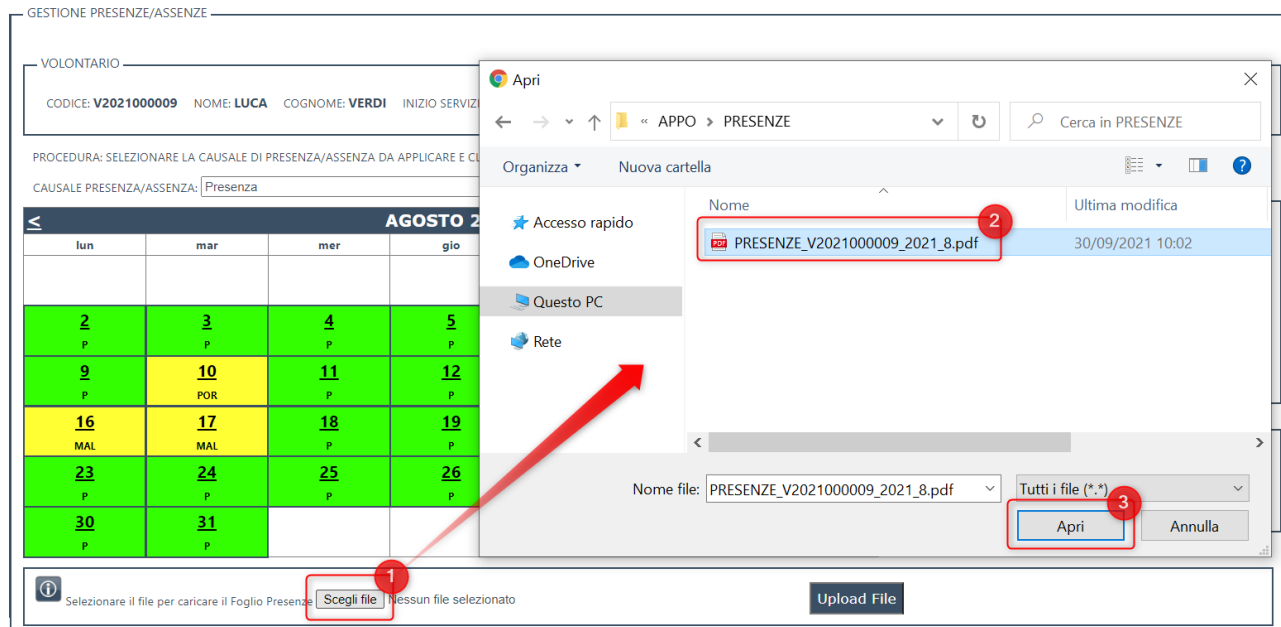 GESTIONE PRESENZE/ASSENZE
VOLONTARIO
CODICE: V2021000009 NOME: LUCA COGNOME: VERDI INIZIO SERVIZI
PROCEDURA: SELEZIONARE LA CAUSALE DI PRESENZA/ASSENZA DA APPLICARE E CL
CAUSALE PRESENZA/ASSENZA: Presenza
< AGOSTO 2
lun mar mer gio
2 3 4 5
P P P P
9 10 11 12
P POR P P
16 17 18 19
MAL MAL P P
23 24 25 26
P P P P
30 31
P P
Apri
« APPO > PRESENZE
Cerca in PRESENZE
Organizza Nuova cartella
?
Nome Ultima modifica
Accesso rapido
OneDrive
Questo PC
Rete
2
PDF PRESENZE_V2021000009_2021_8.pdf 30/09/2021 10:02
Nome file: PRESENZE_V2021000009_2021_8.pdf Tutti i file (*.*)
3
Apri Annulla
1
Selezionare il file per caricare il Foglio Presenze Scegli file Nessun file selezionato Upload File